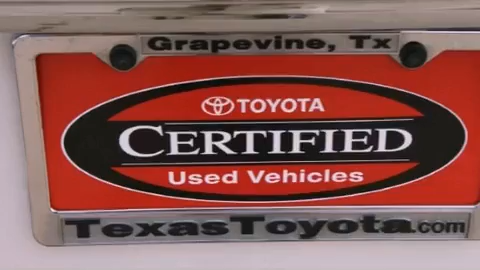 Grapevine, Tx
TOYOTA
CERTIFIED
Used Vehicles
TexasToyota.com